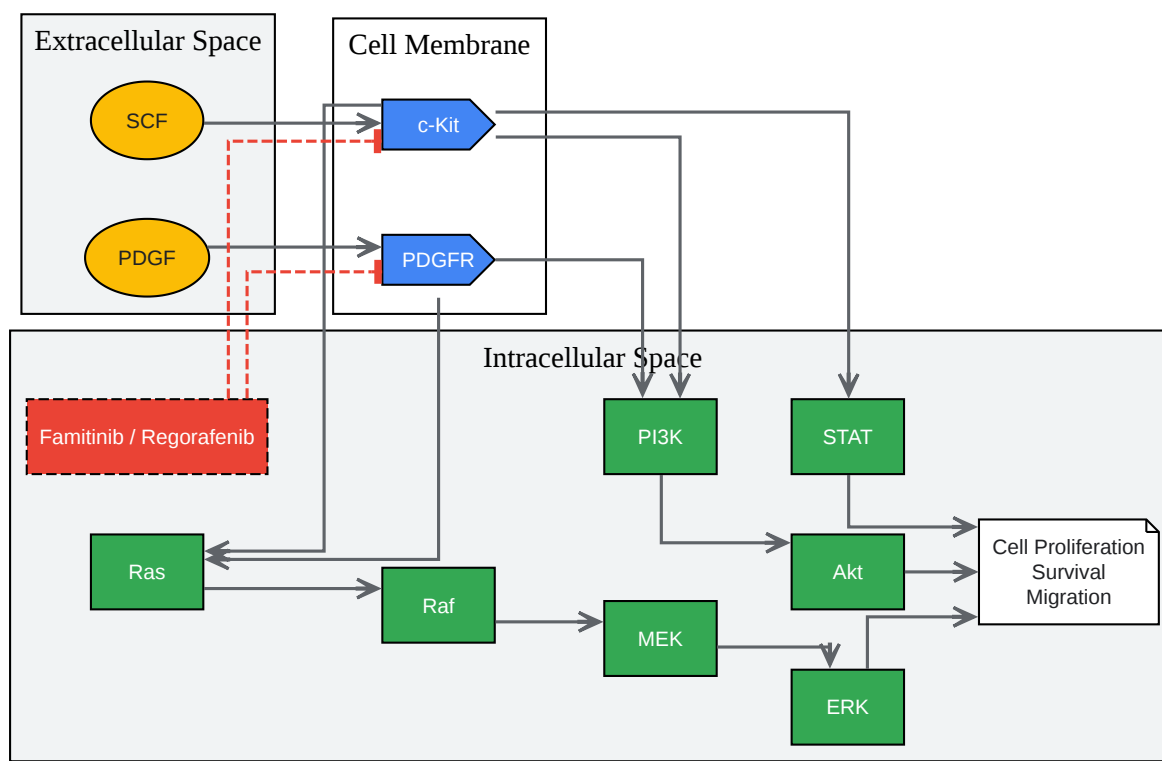 Extracellular Space
Cell Membrane
SCF
c-Kit
PDGF
PDGFR
Intracellular Space
Famitinib / Regorafenib
PI3K
STAT
Ras
Raf
MEK
Akt
ERK
Cell Proliferation
Survival
Migration